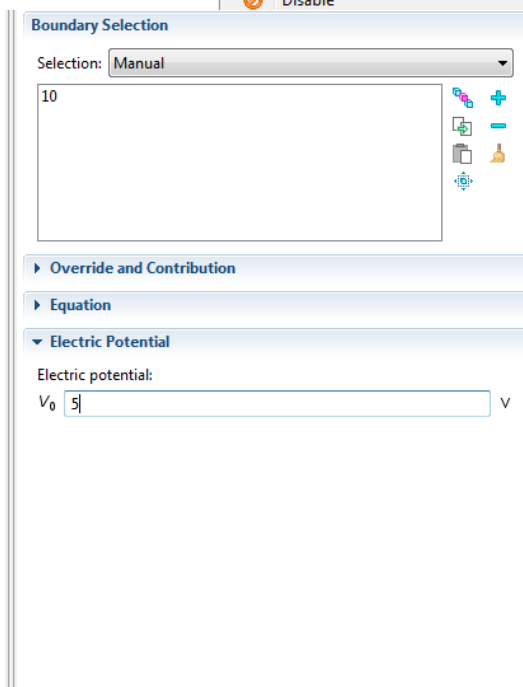 Disable
Boundary Selection
Selection: Manual
10
Override and Contribution
Equation
Electric Potential
Electric potential:
V₀ 5 V